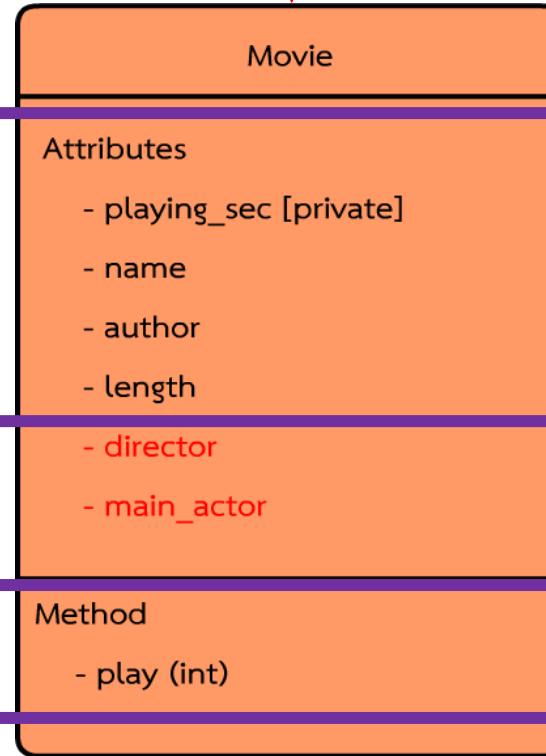 Movie
Attributes
- playing_sec [private]
- name
- author
- length
- director
- main_actor
Method
- play (int)